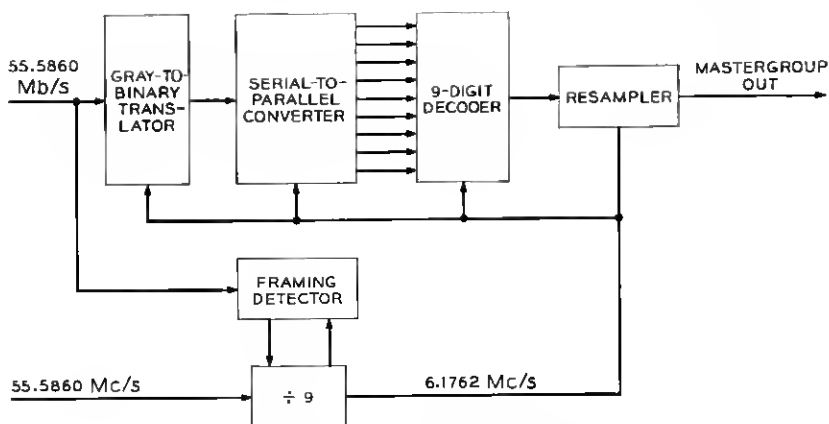 55.5860
Mb/s
GRAY-TO-
BINARY
TRANS-
LATOR
SERIAL-TO-
PARALLEL
CONVERTER
9-DIGIT
DECODER
RESAMPLER
MASTERGROUP
OUT
FRAMING
DETECTOR
55.5860 Mc/s
÷ 9
6.1762 Mc/s